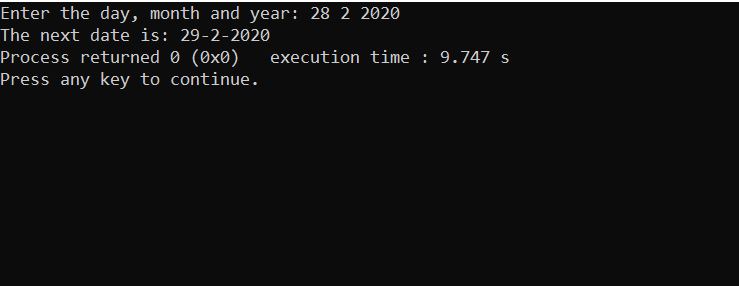 Enter the day, month and year: 28 2 2020
The next date is: 29-2-2020
Process returned 0 (0x0)   execution time : 9.747 s
Press any key to continue.